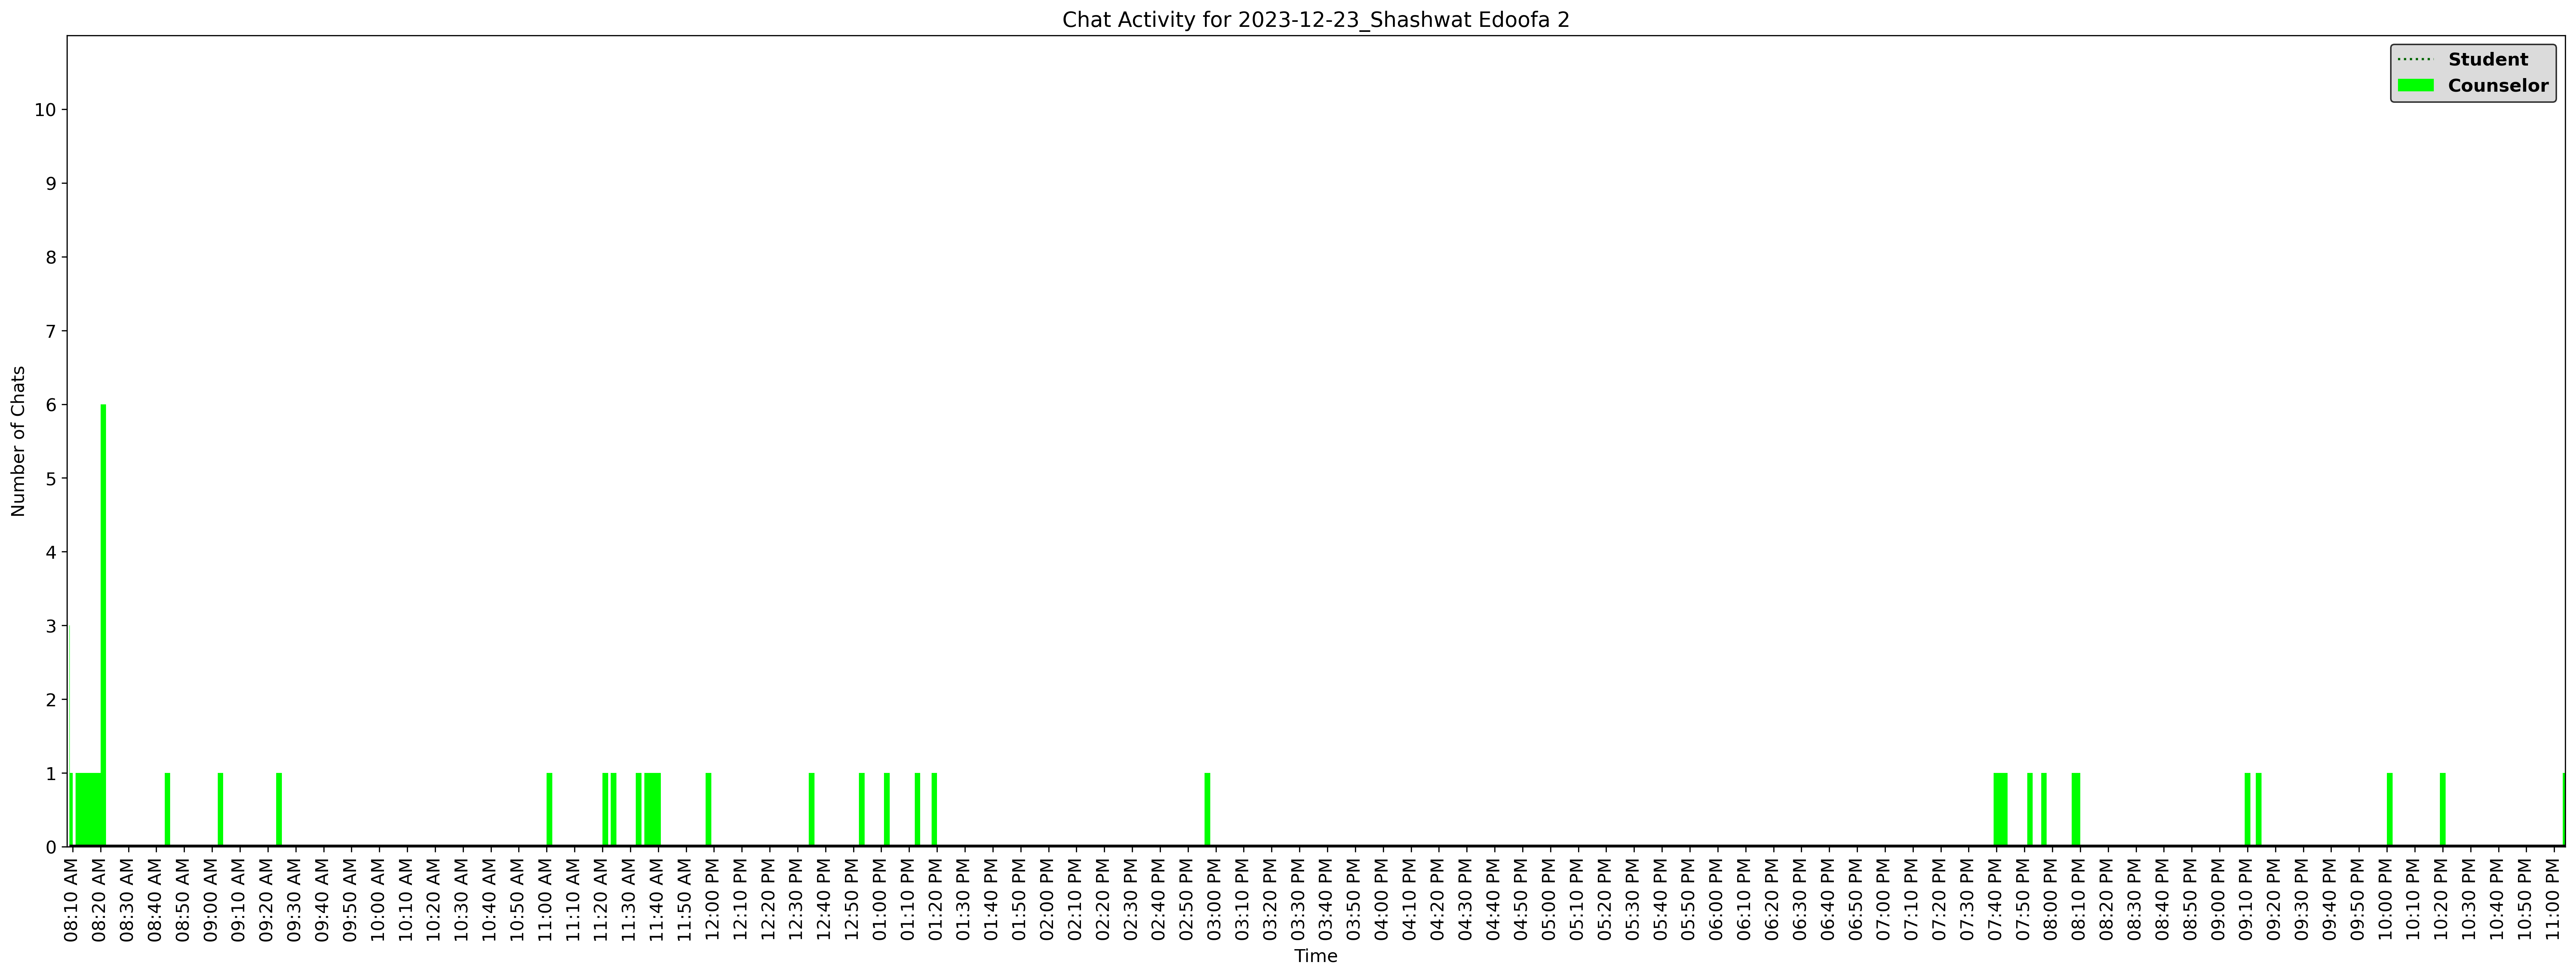 Chat Activity for 2023-12-23_Shashwat Edoofa 2
Student
Counselor
Number of Chats
10
9
8
7
6
5
4
3
2
1
0
08:10 AM
08:20 AM
08:30 AM
08:40 AM
08:50 AM
09:00 AM
09:10 AM
09:20 AM
09:30 AM
09:40 AM
09:50 AM
10:00 AM
10:10 AM
10:20 AM
10:30 AM
10:40 AM
10:50 AM
11:00 AM
11:10 AM
11:20 AM
11:30 AM
11:40 AM
11:50 AM
12:00 PM
12:10 PM
12:20 PM
12:30 PM
12:40 PM
12:50 PM
01:00 PM
01:10 PM
01:20 PM
01:30 PM
01:40 PM
01:50 PM
02:00 PM
02:10 PM
02:20 PM
02:30 PM
02:40 PM
02:50 PM
03:00 PM
03:10 PM
03:20 PM
03:30 PM
03:40 PM
03:50 PM
04:00 PM
04:10 PM
04:20 PM
04:30 PM
04:40 PM
04:50 PM
05:00 PM
05:10 PM
05:20 PM
05:30 PM
05:40 PM
05:50 PM
06:00 PM
06:10 PM
06:20 PM
06:30 PM
06:40 PM
06:50 PM
07:00 PM
07:10 PM
07:20 PM
07:30 PM
07:40 PM
07:50 PM
08:00 PM
08:10 PM
08:20 PM
08:30 PM
08:40 PM
08:50 PM
09:00 PM
09:10 PM
09:20 PM
09:30 PM
09:40 PM
09:50 PM
10:00 PM
10:10 PM
10:20 PM
10:30 PM
10:40 PM
10:50 PM
11:00 PM
Time